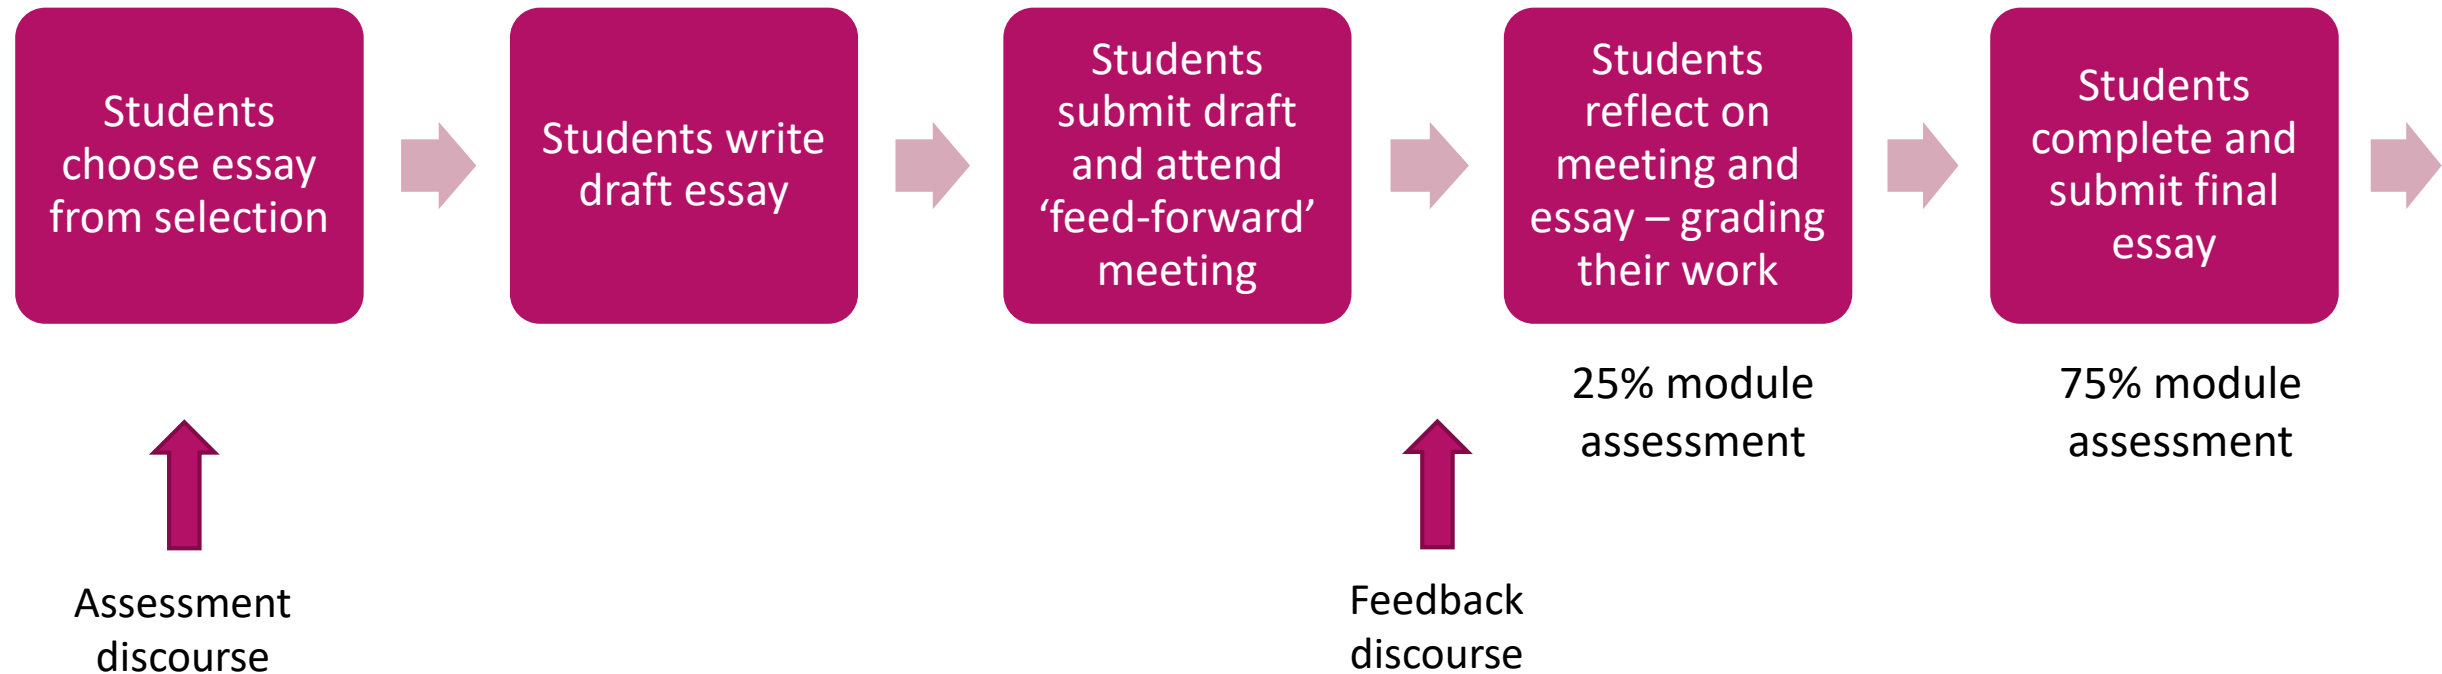 Students
choose essay
from selection
Students write
draft essay
Students
submit draft
and attend
‘feed-forward’
meeting
Students
reflect on
meeting and
essay – grading
their work
Students
complete and
submit final
essay
25% module
assessment
75% module
assessment
Assessment
discourse
Feedback
discourse